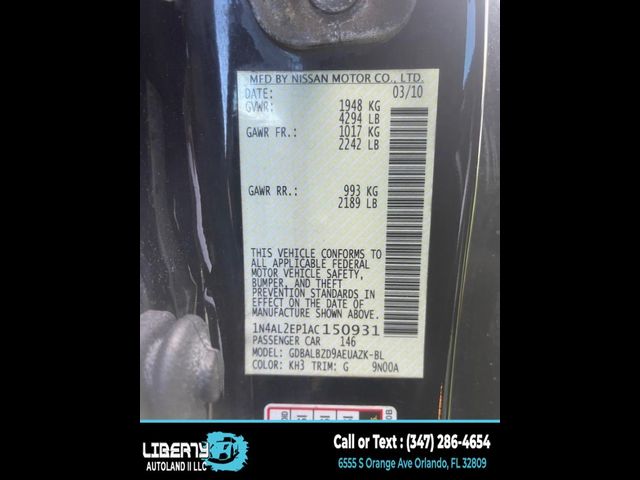 MFD BY NISSAN MOTOR CO., LTD.
DATE: 03/10
GVWR: 1948 KG
4294 LB
GAWR FR.: 1017 KG
2242 LB
GAWR RR.: 993 KG
2189 LB
THIS VEHICLE CONFORMS TO
ALL APPLICABLE FEDERAL
MOTOR VEHICLE SAFETY,
BUMPER, AND THEFT
PREVENTION STANDARDS IN
EFFECT ON THE DATE OF
MANUFACTURE SHOWN ABOVE.
1N4AL2EP1AC150931
PASSENGER CAR 146
MODEL: GDBALBZD9AEUAZK-BL
COLOR: KH3 TRIM: G 9N00A
LIBERTY
AUTOLAND II LLC
Call or Text : (347) 286-4654
6555 S Orange Ave Orlando, FL 32809